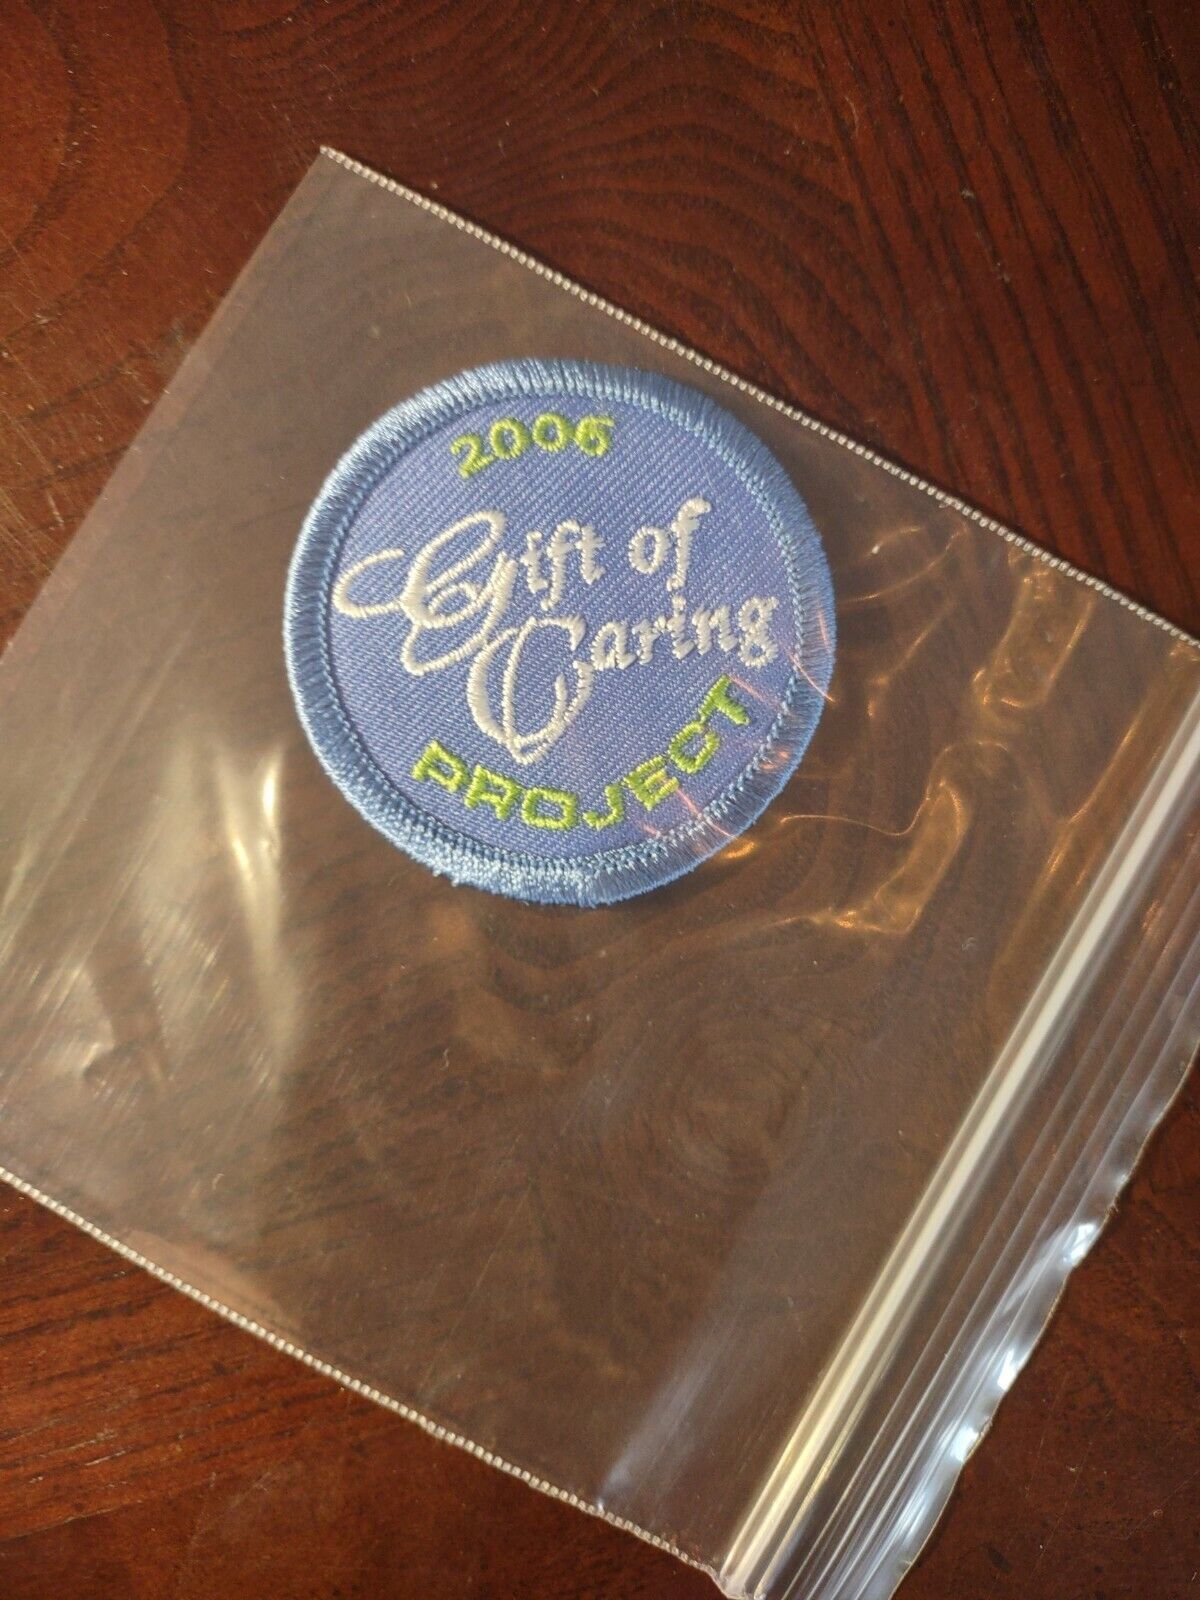 2006
Gift of
Caring
PROJECT